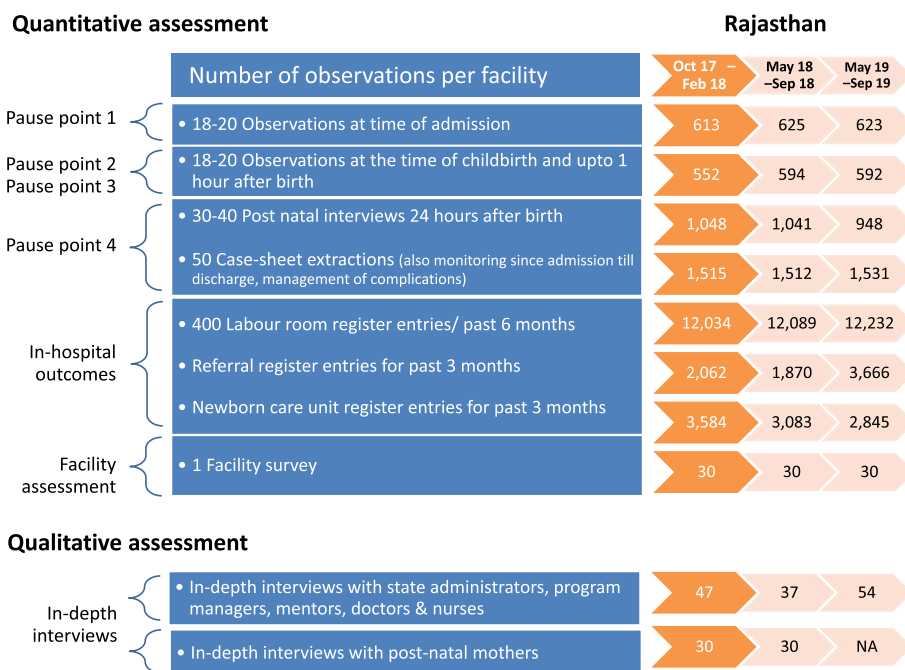 Quantitative assessment
Rajasthan
Number of observations per facility
Oct 17 –
Feb 18
May 18
–Sep 18
May 19
–Sep 19
Pause point 1
• 18-20 Observations at time of admission
613 625 623
Pause point 2
Pause point 3
• 18-20 Observations at the time of childbirth and upto 1
hour after birth
552 594 592
Pause point 4
• 30-40 Post natal interviews 24 hours after birth
1,048 1,041 948
• 50 Case-sheet extractions (also monitoring since admission till
discharge, management of complications)
1,515 1,512 1,531
In-hospital
outcomes
• 400 Labour room register entries/ past 6 months
12,034 12,089 12,232
• Referral register entries for past 3 months
2,062 1,870 3,666
• Newborn care unit register entries for past 3 months
3,584 3,083 2,845
Facility
assessment
• 1 Facility survey
30 30 30
Qualitative assessment
In-depth
interviews
• In-depth interviews with state administrators, program
managers, mentors, doctors & nurses
47 37 54
• In-depth interviews with post-natal mothers
30 30 NA